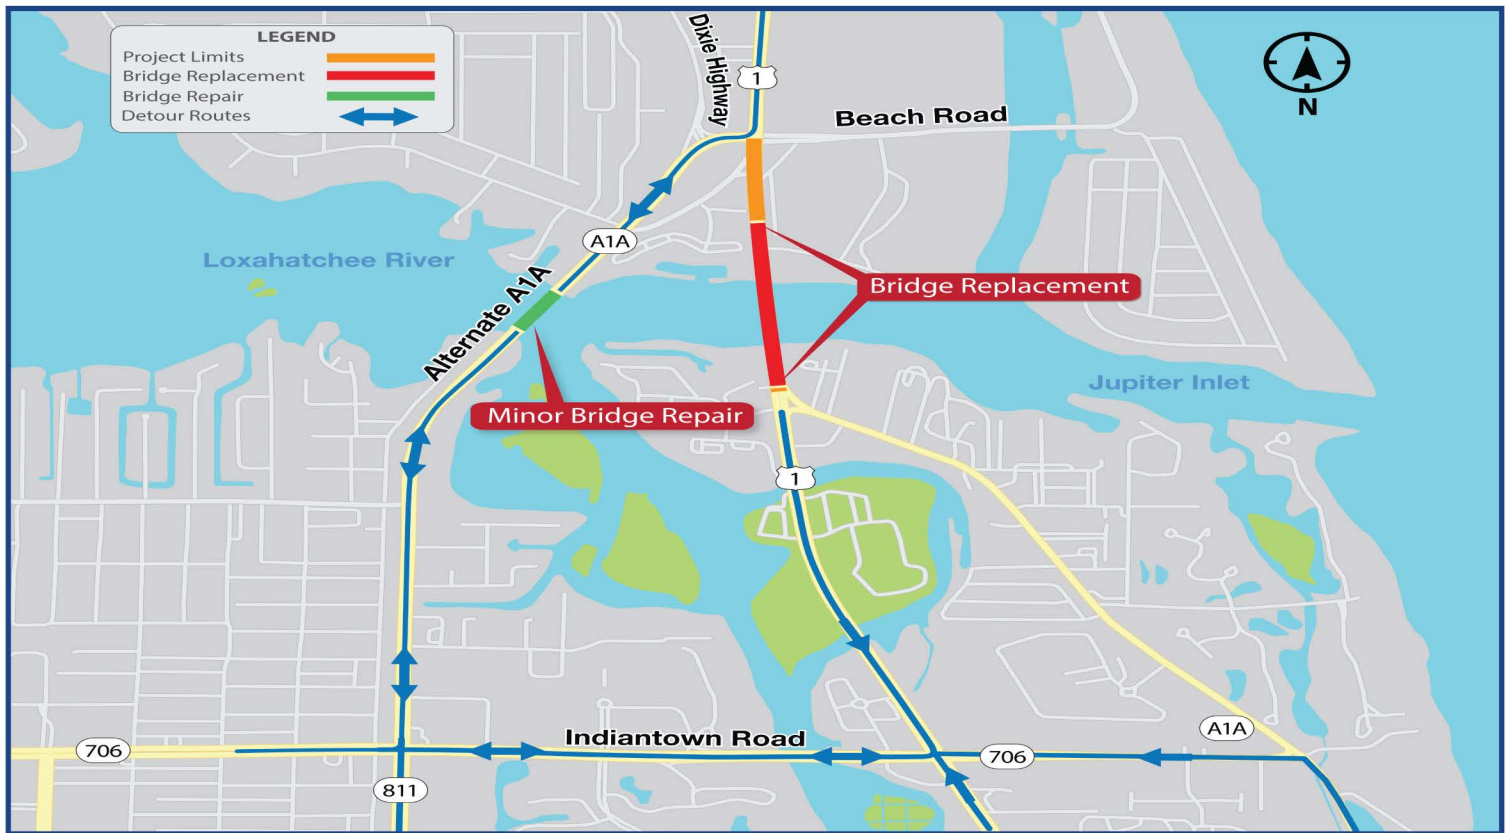 LEGEND
Project Limits
Bridge Replacement
Bridge Repair
Detour Routes
Dixie Highway
1
Beach Road
N
A1A
Loxahatchee River
Alternate A1A
Bridge Replacement
Jupiter Inlet
Minor Bridge Repair
1
A1A
Indiantown Road
706
706
811